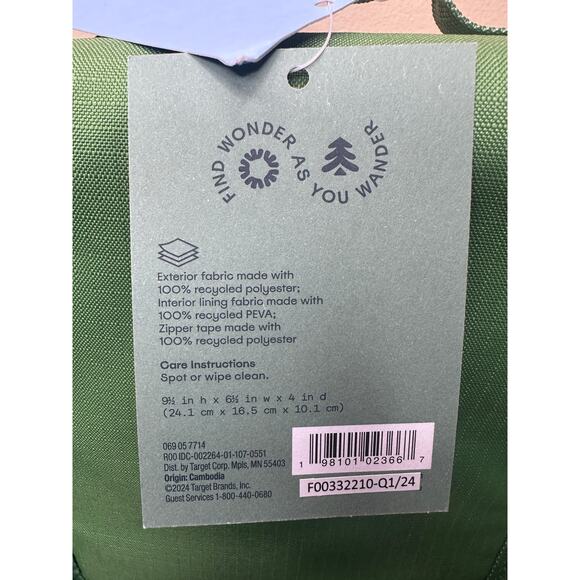 FIND WONDER AS YOU WANDER
Exterior fabric made with
100% recycled polyester;
Interior lining fabric made with
100% recycled PEVA;
Zipper tape made with
100% recycled polyester
Care Instructions
Spot or wipe clean.
9½ in h x 6½ in w x 4 in d
(24.1 cm x 16.5 cm x 10.1 cm)
069 05 7714
R00 IDC-002264-01-107-0551
Dist. by Target Corp. Mpls, MN 55403
Origin: Cambodia
©2024 Target Brands, Inc.
Guest Services 1-800-440-0680
1 98101 02366 7
F00332210-Q1/24